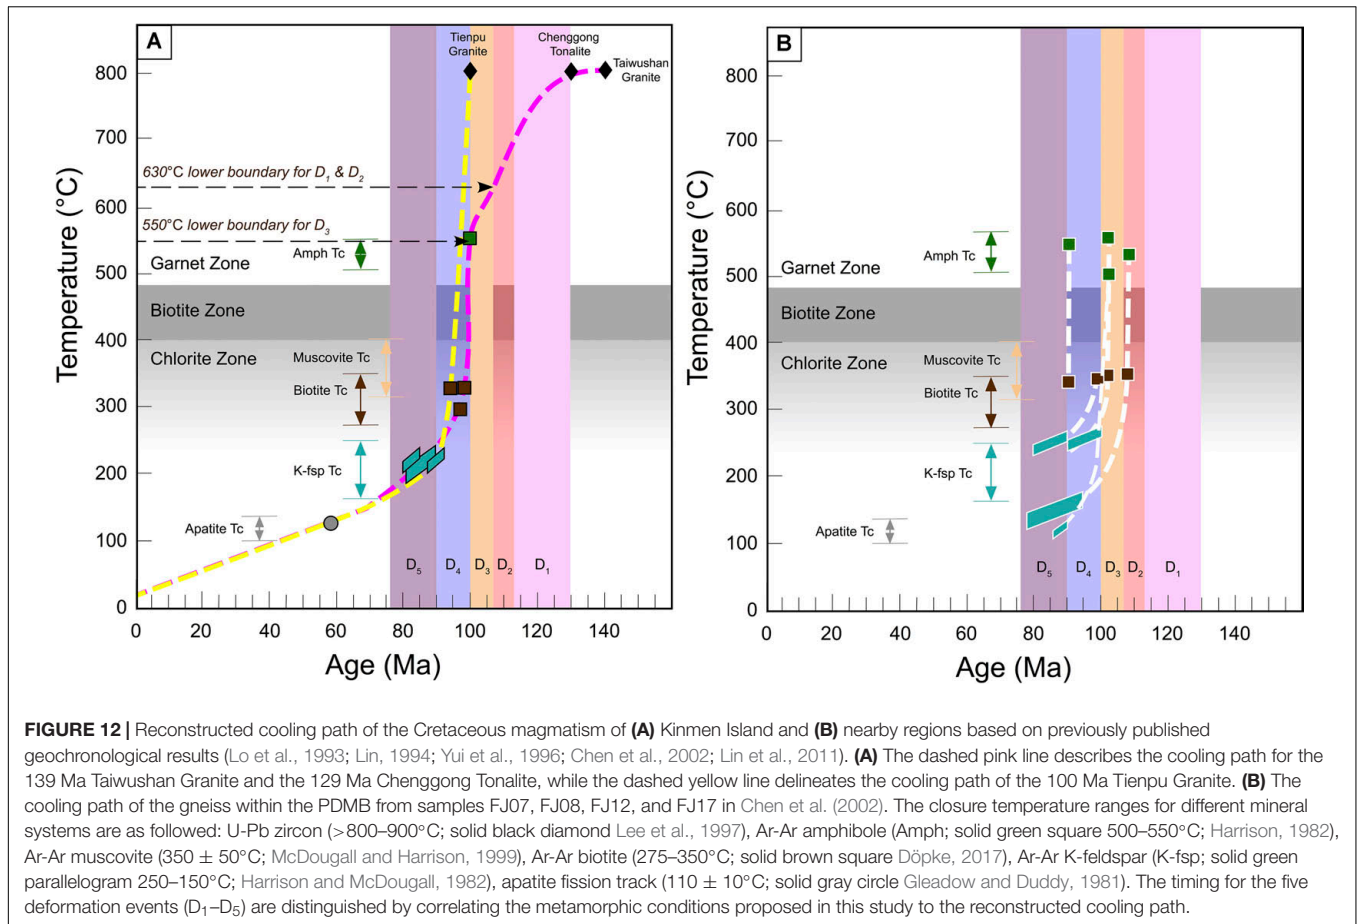 A
Tienpu
Granite
Chenggong
Tonalite
Taiwushan
Granite
800
700
600
500
400
300
200
100
0
Temperature (°C)
630°C lower boundary for D1 & D2
550°C lower boundary for D3
Amph Tc
Garnet Zone
Biotite Zone
Chlorite Zone
Muscovite Tc
Biotite Tc
K-fsp Tc
Apatite Tc
D5 D4 D3 D2 D1
0 20 40 60 80 100 120 140
Age (Ma)
B
800
700
600
500
400
300
200
100
0
Temperature (°C)
Amph Tc
Garnet Zone
Biotite Zone
Chlorite Zone
Muscovite Tc
Biotite Tc
K-fsp Tc
Apatite Tc
D5 D4 D3 D2 D1
0 20 40 60 80 100 120 140
Age (Ma)
FIGURE 12 | Reconstructed cooling path of the Cretaceous magmatism of (A) Kinmen Island and (B) nearby regions based on previously published
geochronological results (Lo et al., 1993; Lin, 1994; Yui et al., 1996; Chen et al., 2002; Lin et al., 2011). (A) The dashed pink line describes the cooling path for the
139 Ma Taiwushan Granite and the 129 Ma Chenggong Tonalite, while the dashed yellow line delineates the cooling path of the 100 Ma Tienpu Granite. (B) The
cooling path of the gneiss within the PDMB from samples FJ07, FJ08, FJ12, and FJ17 in Chen et al. (2002). The closure temperature ranges for different mineral
systems are as followed: U-Pb zircon (>800–900°C; solid black diamond Lee et al., 1997), Ar-Ar amphibole (Amph; solid green square 500–550°C; Harrison, 1982),
Ar-Ar muscovite (350 ± 50°C; McDougall and Harrison, 1999), Ar-Ar biotite (275–350°C; solid brown square Döpke, 2017), Ar-Ar K-feldspar (K-fsp; solid green
parallelogram 250–150°C; Harrison and McDougall, 1982), apatite fission track (110 ± 10°C; solid gray circle Gleadow and Duddy, 1981). The timing for the five
deformation events (D1–D5) are distinguished by correlating the metamorphic conditions proposed in this study to the reconstructed cooling path.